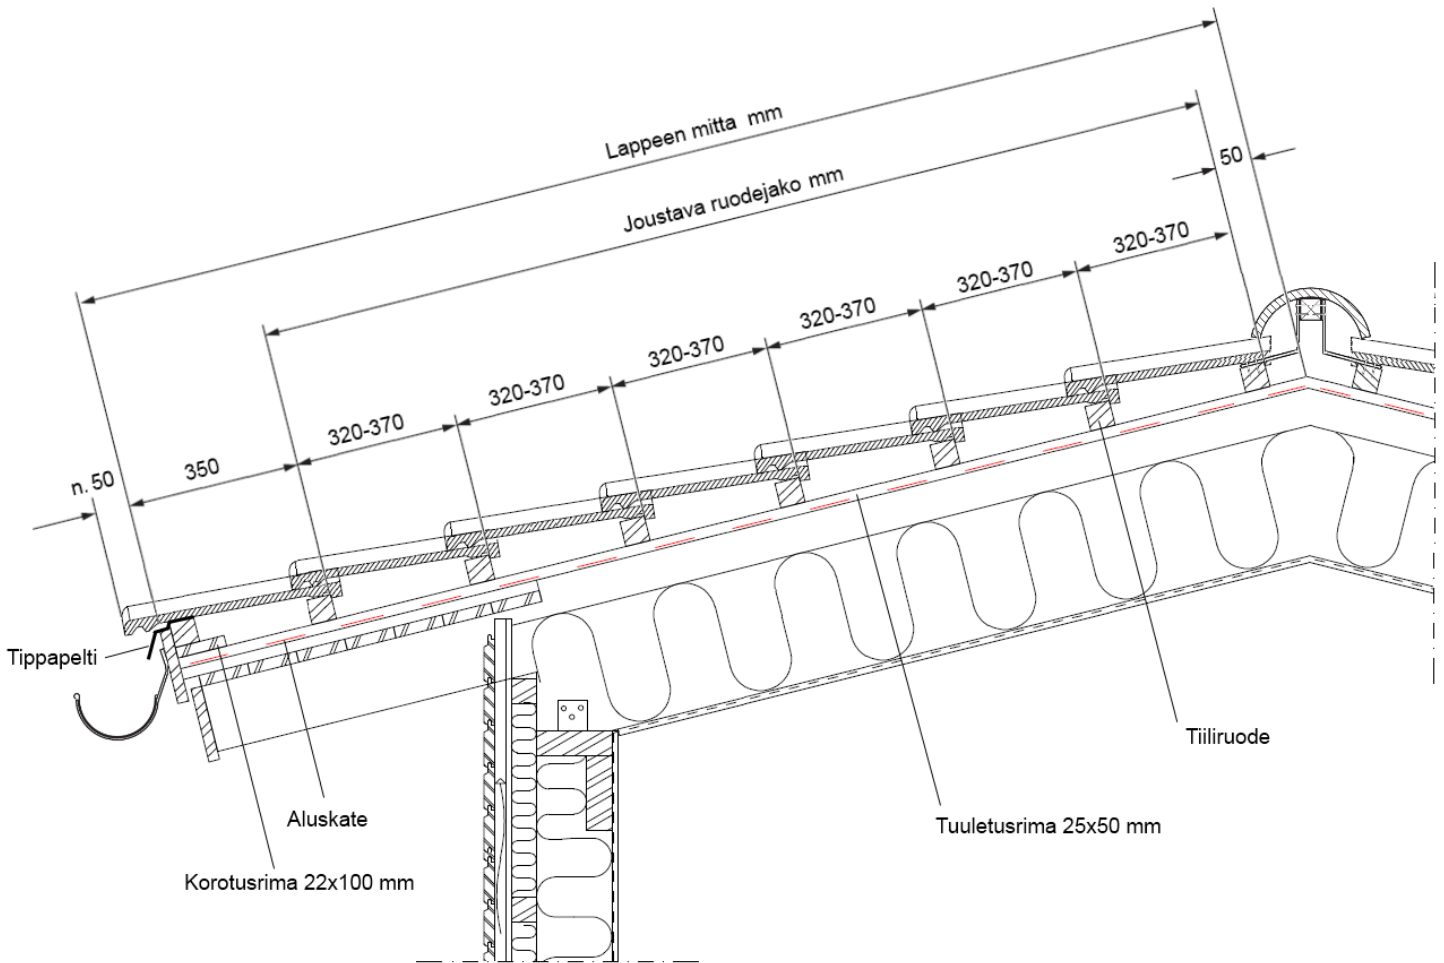 Lappeen mitta mm
50
Joustava ruodejako mm
320-370
320-370
320-370
320-370
320-370
320-370
350
n. 50
Tippapelti
Tiiliruode
Aluskate
Tuuletusrima 25x50 mm
Korotusrima 22x100 mm